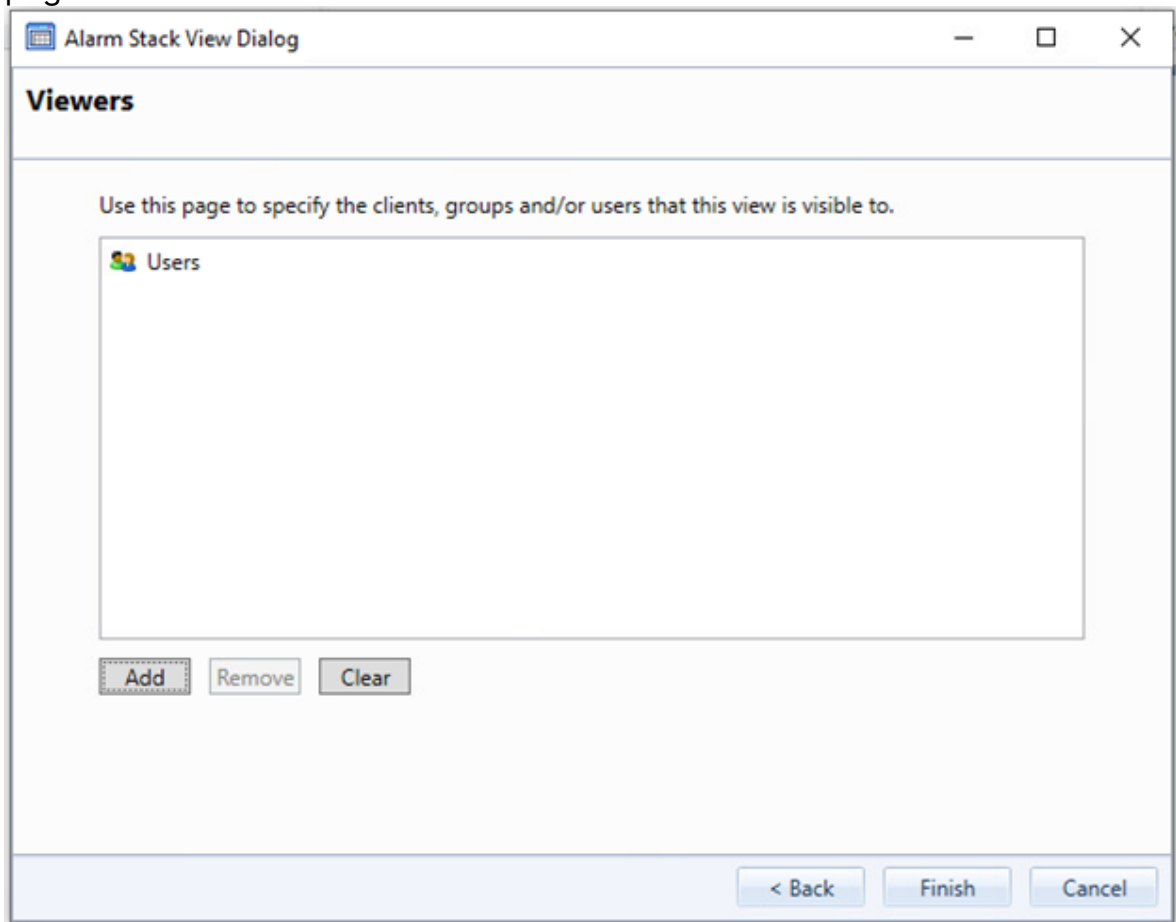 Alarm Stack View Dialog
Viewers
Use this page to specify the clients, groups and/or users that this view is visible to.
Users
Add Remove Clear
< Back Finish Cancel